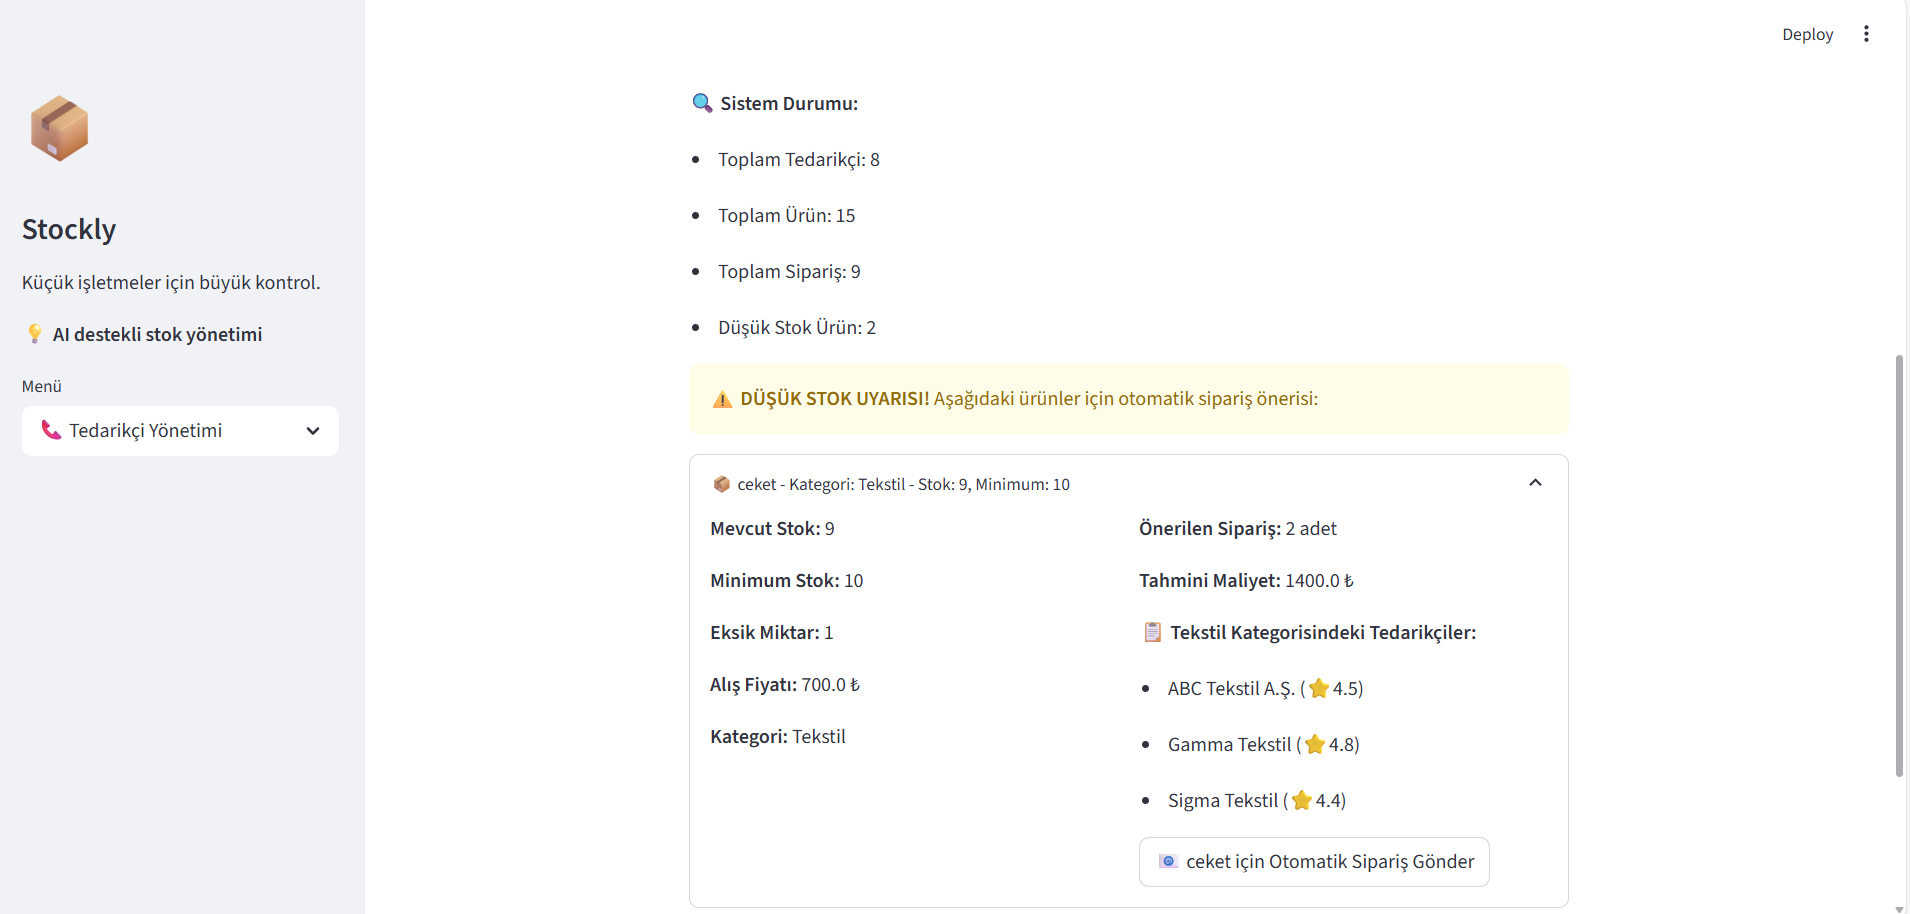 Deploy
Stockly
Küçük işletmeler için büyük kontrol.
AI destekli stok yönetimi
Menü
Tedarikçi Yönetimi
Sistem Durumu:
Toplam Tedarikçi: 8
Toplam Ürün: 15
Toplam Sipariş: 9
Düşük Stok Ürün: 2
DÜŞÜK STOK UYARISI! Aşağıdaki ürünler için otomatik sipariş önerisi:
ceket - Kategori: Tekstil - Stok: 9, Minimum: 10
Mevcut Stok: 9
Minimum Stok: 10
Eksik Miktar: 1
Alış Fiyatı: 700.0 ₺
Kategori: Tekstil
Önerilen Sipariş: 2 adet
Tahmini Maliyet: 1400.0 ₺
Tekstil Kategorisindeki Tedarikçiler:
ABC Tekstil A.Ş. (⭐ 4.5)
Gamma Tekstil (⭐ 4.8)
Sigma Tekstil (⭐ 4.4)
ceket için Otomatik Sipariş Gönder